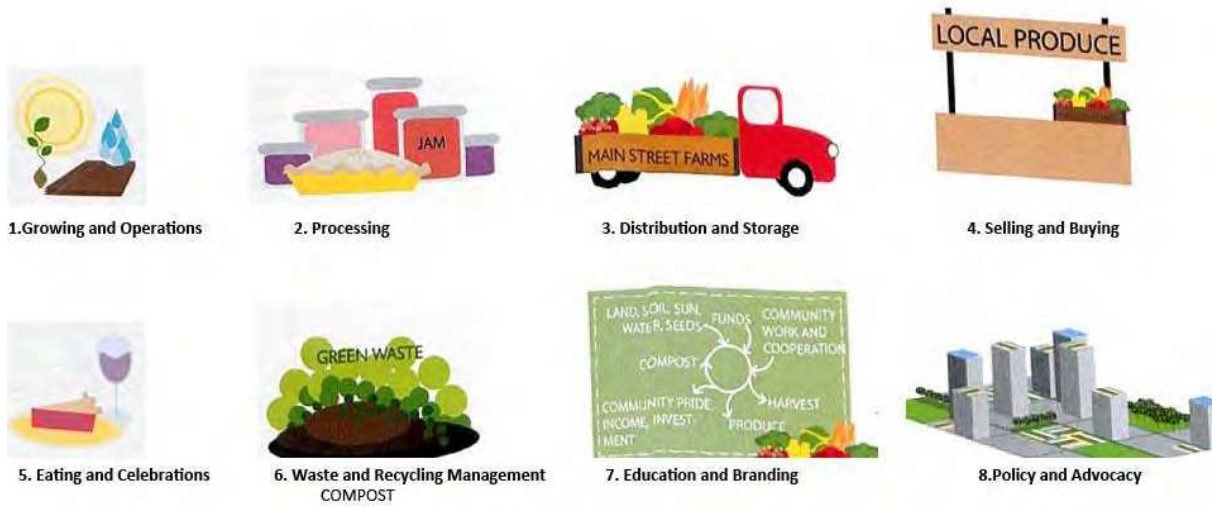 LOCAL PRODUCE
JAM
MAIN STREET FARMS
1.Growing and Operations
2. Processing
3. Distribution and Storage
4. Selling and Buying
GREEN WASTE
LAND, SOIL, SUN,
WATER, SEEDS
FUNDS
COMMUNITY
WORK AND
COOPERATION
COMPOST
HARVEST
PRODUCE
COMMUNITY PRIDE
INCOME, INVEST-
MENT
5. Eating and Celebrations
6. Waste and Recycling Management
COMPOST
7. Education and Branding
8.Policy and Advocacy